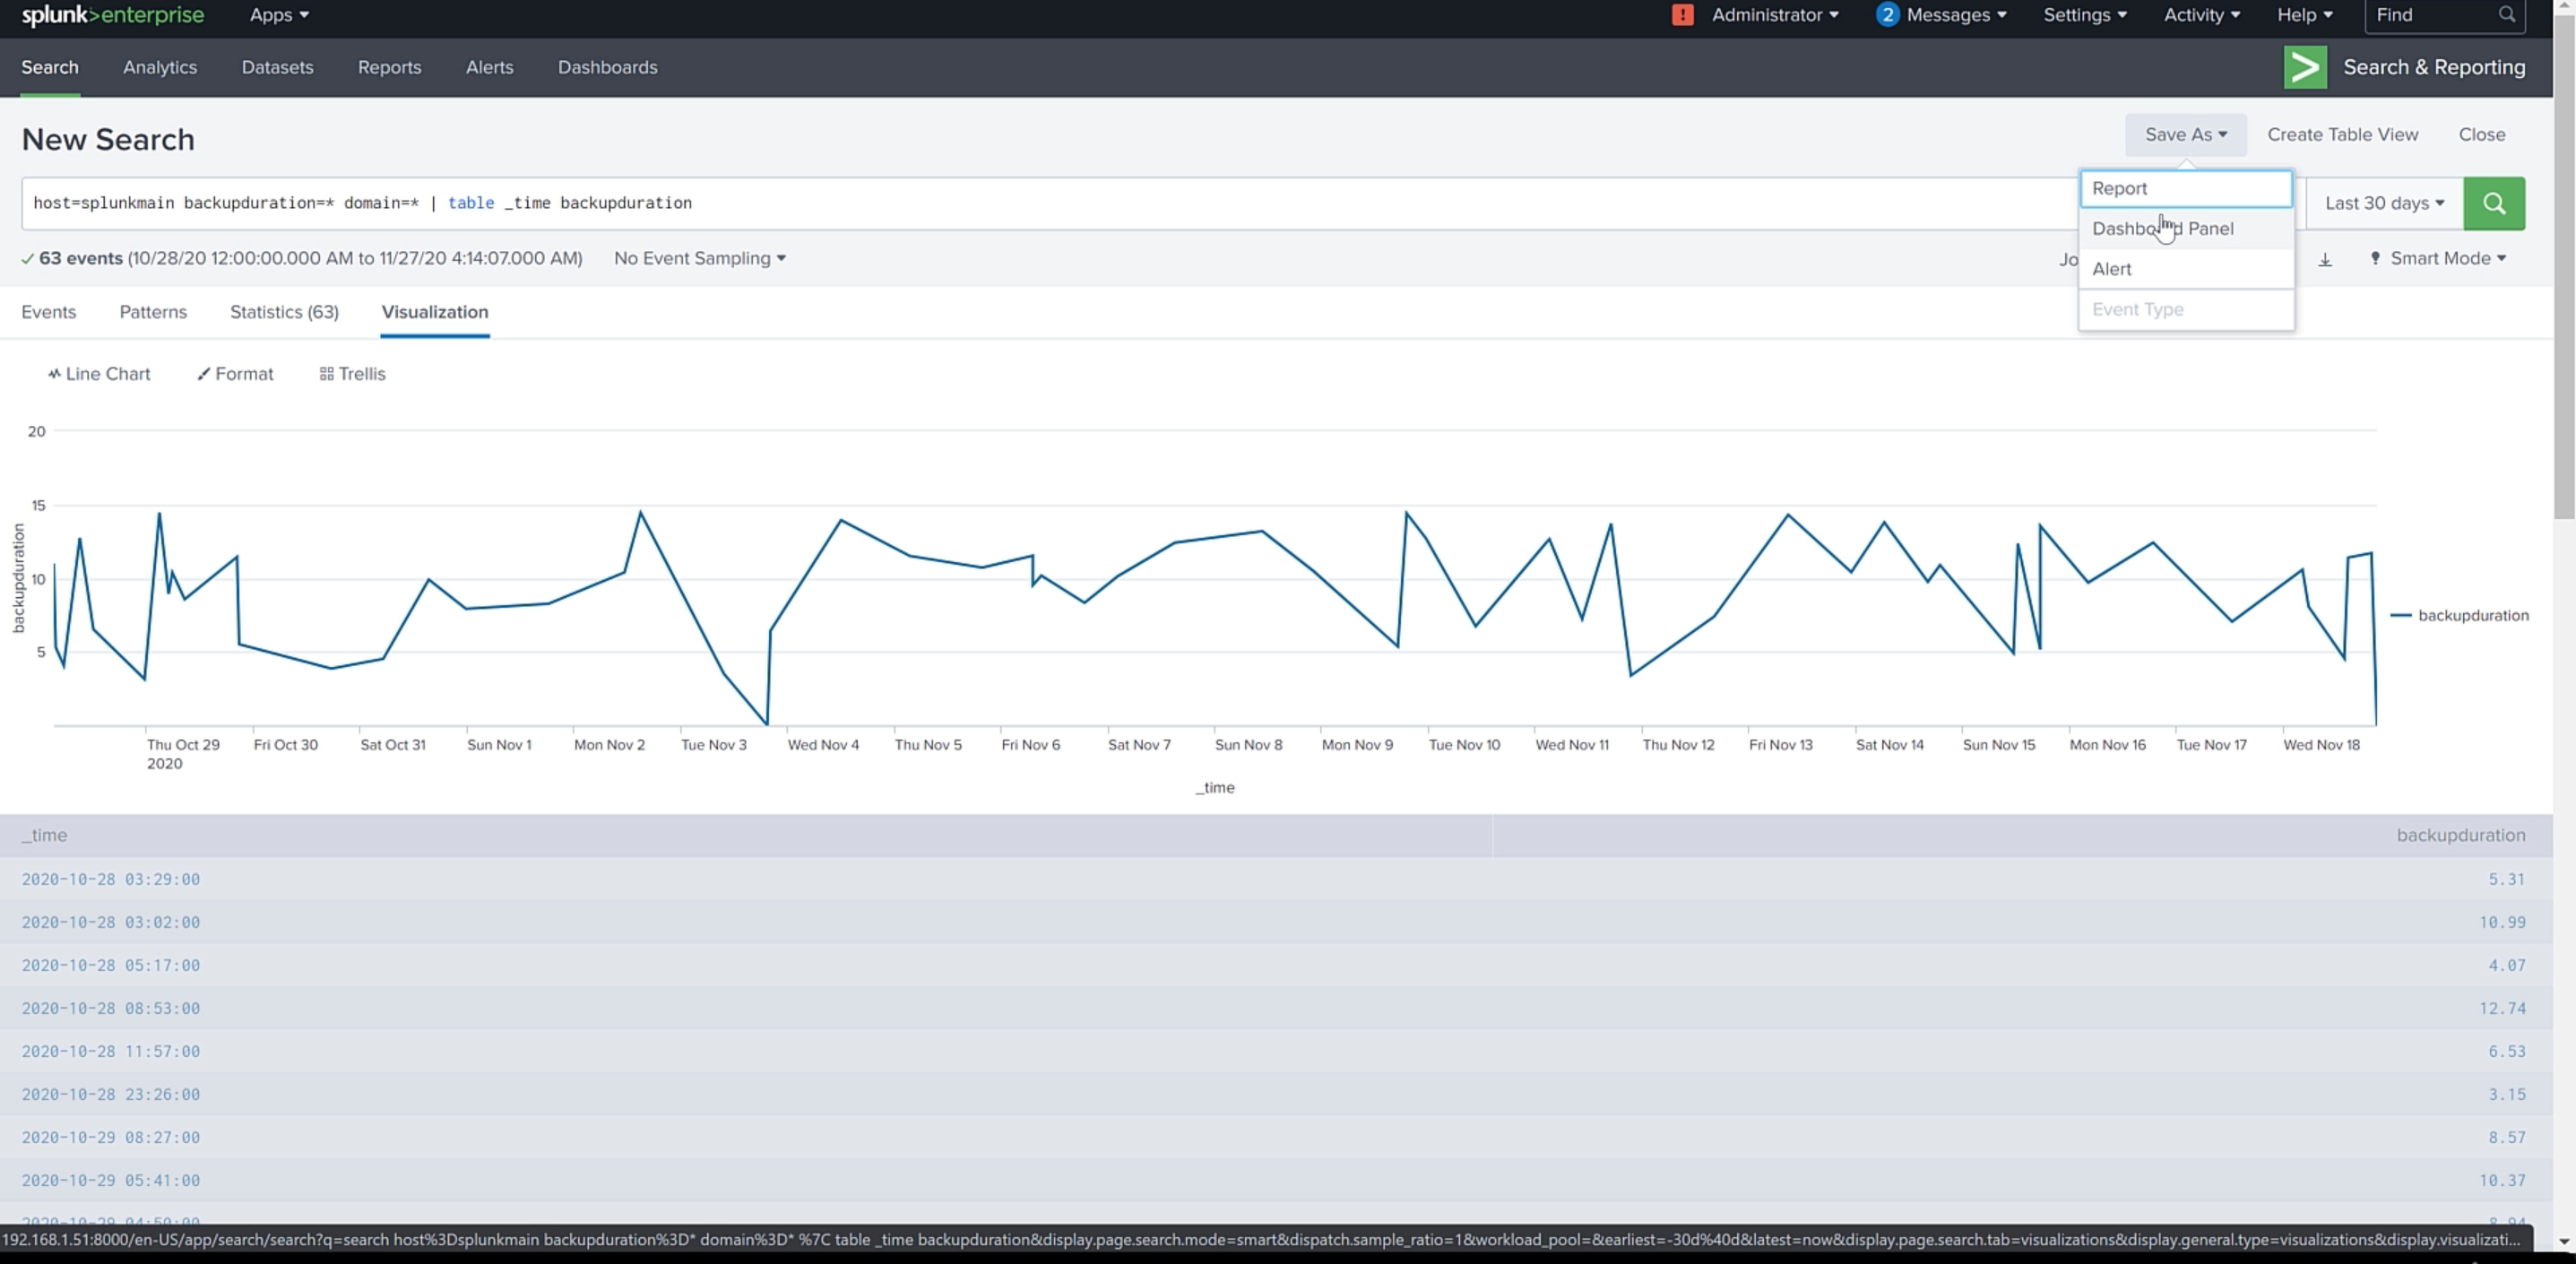 splunk>enterprise Apps ! Administrator 2 Messages Settings Activity Help Find
Search Analytics Datasets Reports Alerts Dashboards > Search & Reporting
New Search Save As Create Table View Close
host=splunkmain backupduration=* domain=* | table _time backupduration Last 30 days
Report
Dashboard Panel
Alert
Event Type
63 events (10/28/20 12:00:00.000 AM to 11/27/20 4:14:07.000 AM) No Event Sampling Jo Smart Mode
Events Patterns Statistics (63) Visualization
Line Chart Format Trellis
20
15
10
5
backupduration
backupduration
Thu Oct 29 Fri Oct 30 Sat Oct 31 Sun Nov 1 Mon Nov 2 Tue Nov 3 Wed Nov 4 Thu Nov 5 Fri Nov 6 Sat Nov 7 Sun Nov 8 Mon Nov 9 Tue Nov 10 Wed Nov 11 Thu Nov 12 Fri Nov 13 Sat Nov 14 Sun Nov 15 Mon Nov 16 Tue Nov 17 Wed Nov 18
2020
_time
_time backupduration
2020-10-28 03:29:00 5.31
2020-10-28 03:02:00 10.99
2020-10-28 05:17:00 4.07
2020-10-28 08:53:00 12.74
2020-10-28 11:57:00 6.53
2020-10-28 23:26:00 3.15
2020-10-29 08:27:00 8.57
2020-10-29 05:41:00 10.37
2020-10-29 04:50:00 8.94
192.168.1.51:8000/en-US/app/search/search?q=search host%3Dsplunkmain backupduration%3D* domain%3D* %7C table _time backupduration&display.page.search.mode=smart&dispatch.sample_ratio=1&workload_pool=&earliest=-30d%40d&latest=now&display.page.search.tab=visualizations&display.general.type=visualizations&display.visualizati...